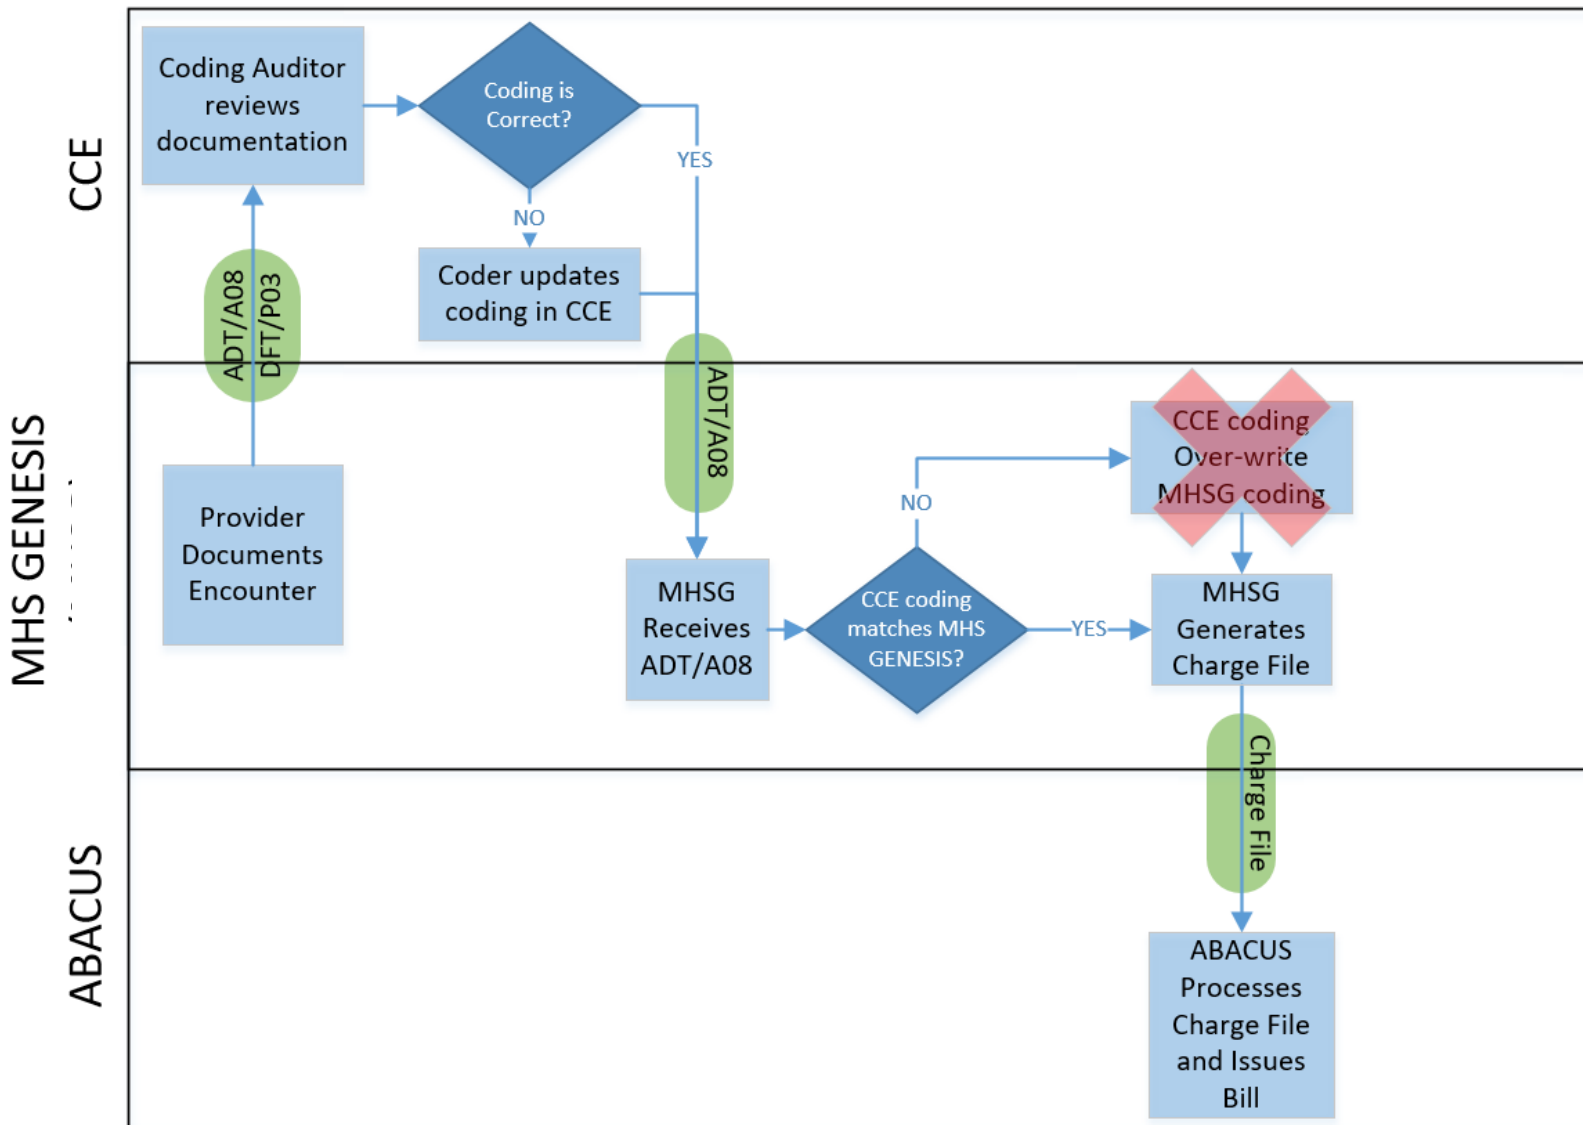 CCE
Coding Auditor
reviews
documentation
Coding is
Correct?
YES
NO
Coder updates
coding in CCE
ADT/A08
DFT/P03
ADT/A08
MHS GENESIS
Provider
Documents
Encounter
MHSG
Receives
ADT/A08
CCE coding
matches MHS
GENESIS?
NO
YES
CCE coding
Over-write
MHSG coding
MHSG
Generates
Charge File
Charge File
ABACUS
ABACUS
Processes
Charge File
and Issues
Bill